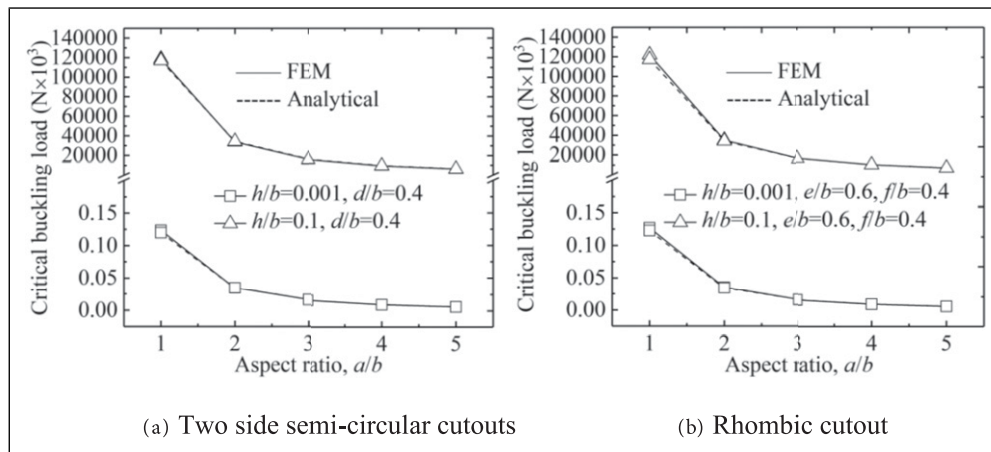 Critical buckling load (N×10³)
140000
120000
100000
80000
60000
40000
20000
0.15
0.10
0.05
0.00
FEM
Analytical
h/b=0.001, d/b=0.4
h/b=0.1, d/b=0.4
1 2 3 4 5
Aspect ratio, a/b
(a) Two side semi-circular cutouts
Critical buckling load (N×10³)
140000
120000
100000
80000
60000
40000
20000
0.15
0.10
0.05
0.00
FEM
Analytical
h/b=0.001, e/b=0.6, f/b=0.4
h/b=0.1, e/b=0.6, f/b=0.4
1 2 3 4 5
Aspect ratio, a/b
(b) Rhombic cutout